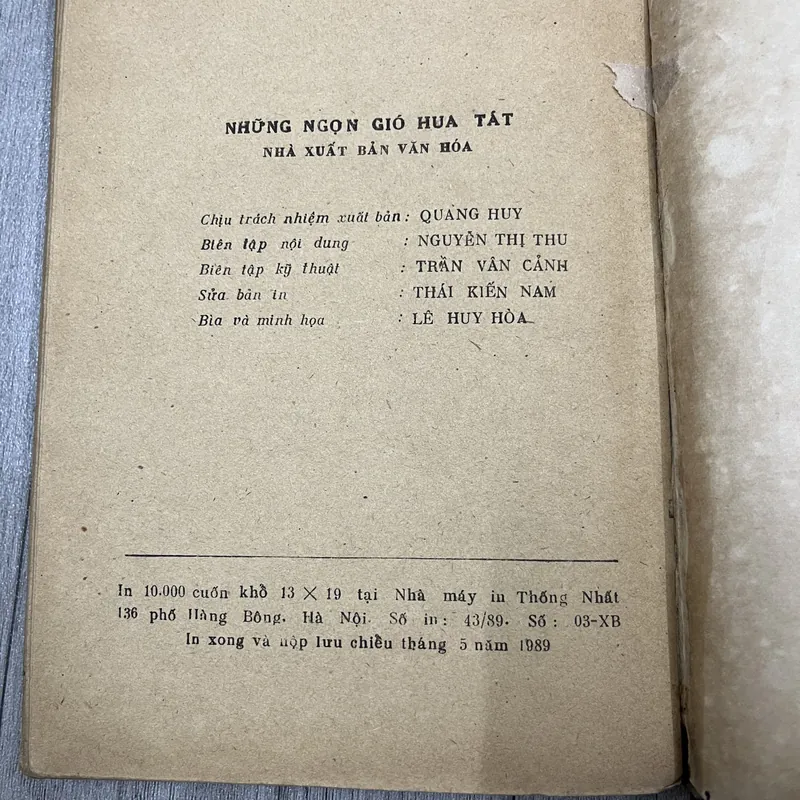 NHỮNG NGỌN GIÓ HUA TÁT
NHÀ XUẤT BẢN VĂN HÓA
Chịu trách nhiệm xuất bản: QUANG HUY
Biên tập nội dung : NGUYỄN THỊ THU
Biên tập kỹ thuật : TRẦN VÂN CẢNH
Sửa bản in : THÁI KIẾN NAM
Bìa và minh họa : LÊ HUY HÒA
In 10.000 cuốn khổ 13 × 19 tại Nhà máy in Thống Nhất
136 phố Hàng Bông. Hà Nội. Số in: 43/89. Số: 03-XB
In xong và nộp lưu chiểu tháng 5 năm 1989